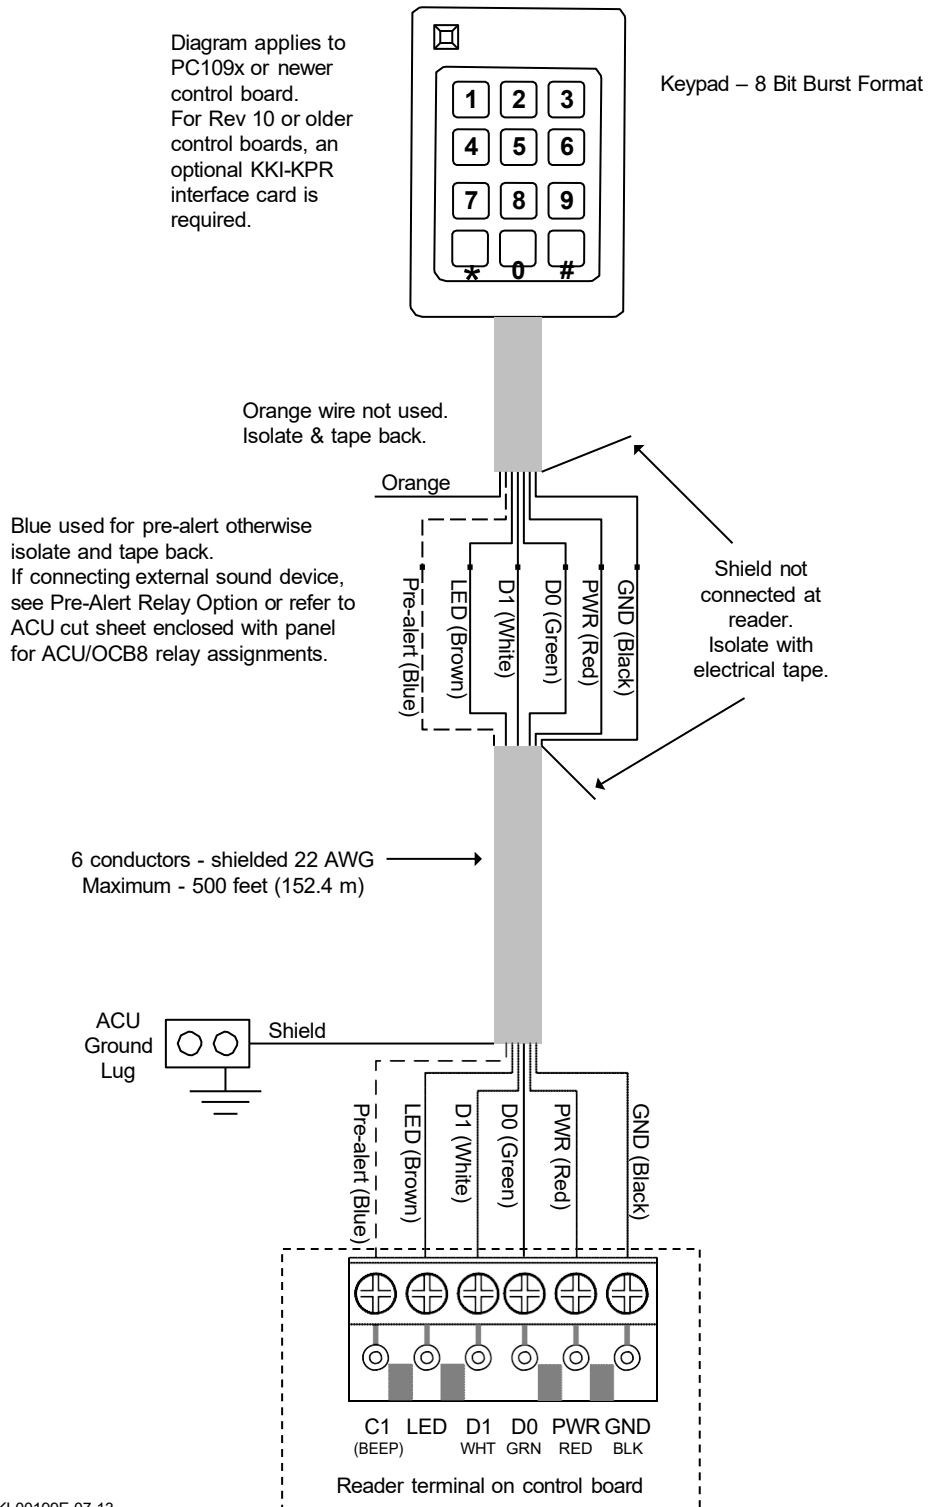 Diagram applies to
PC109x or newer
control board.
For Rev 10 or older
control boards, an
optional KKI-KPR
interface card is
required.
Keypad – 8 Bit Burst Format
1 2 3
4 5 6
7 8 9
* 0 #
Orange wire not used.
Isolate & tape back.
Orange
Blue used for pre-alert otherwise
isolate and tape back.
If connecting external sound device,
see Pre-Alert Relay Option or refer to
ACU cut sheet enclosed with panel
for ACU/OCB8 relay assignments.
Pre-alert (Blue)
LED (Brown)
D1 (White)
D0 (Green)
PWR (Red)
GND (Black)
Shield not
connected at
reader.
Isolate with
electrical tape.
6 conductors - shielded 22 AWG
Maximum - 500 feet (152.4 m)
ACU
Ground
Lug
Shield
Pre-alert (Blue)
LED (Brown)
D1 (White)
D0 (Green)
PWR (Red)
GND (Black)
C1 LED D1 D0 PWR GND
(BEEP) WHT GRN RED BLK
Reader terminal on control board